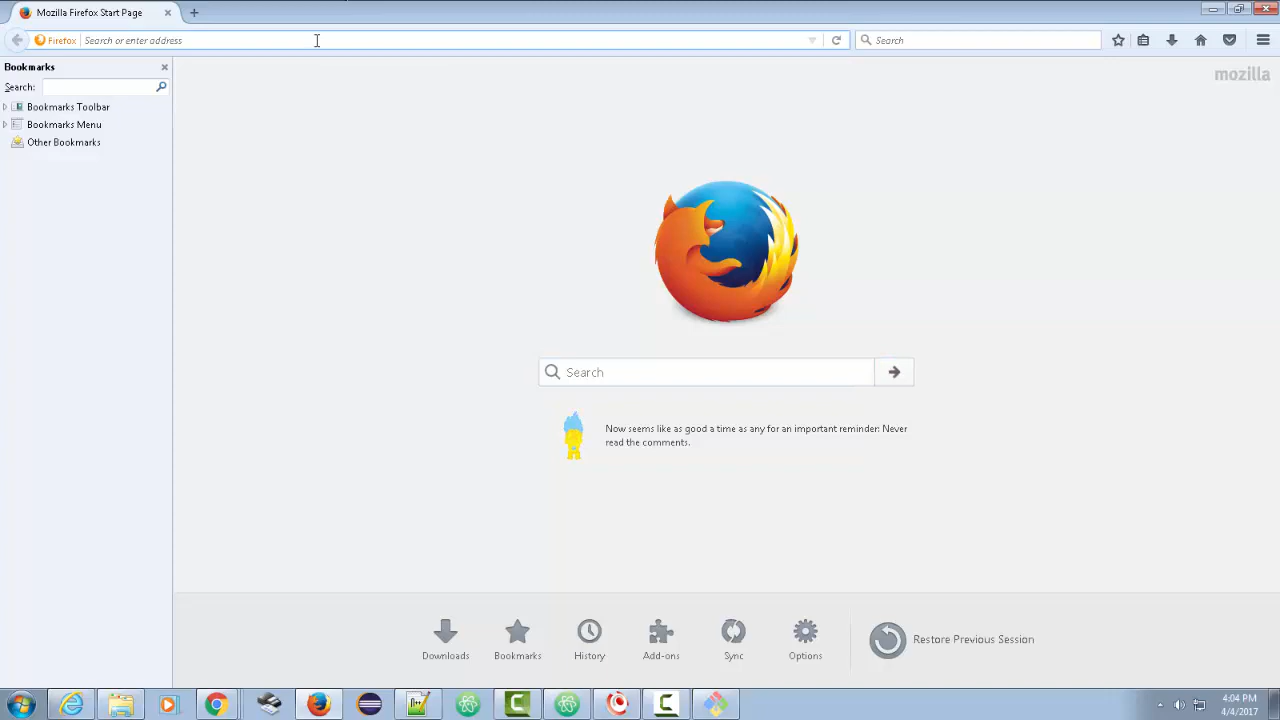 Mozilla Firefox Start Page
Firefox
Search or enter address
Search
Bookmarks
mozilla
Search:
Bookmarks Toolbar
Bookmarks Menu
Other Bookmarks
Search
Now seems like as good a time as any for an important reminder: Never
read the comments.
Downloads
Bookmarks
History
Add-ons
Sync
Options
Restore Previous Session
4:04 PM
4/4/2017